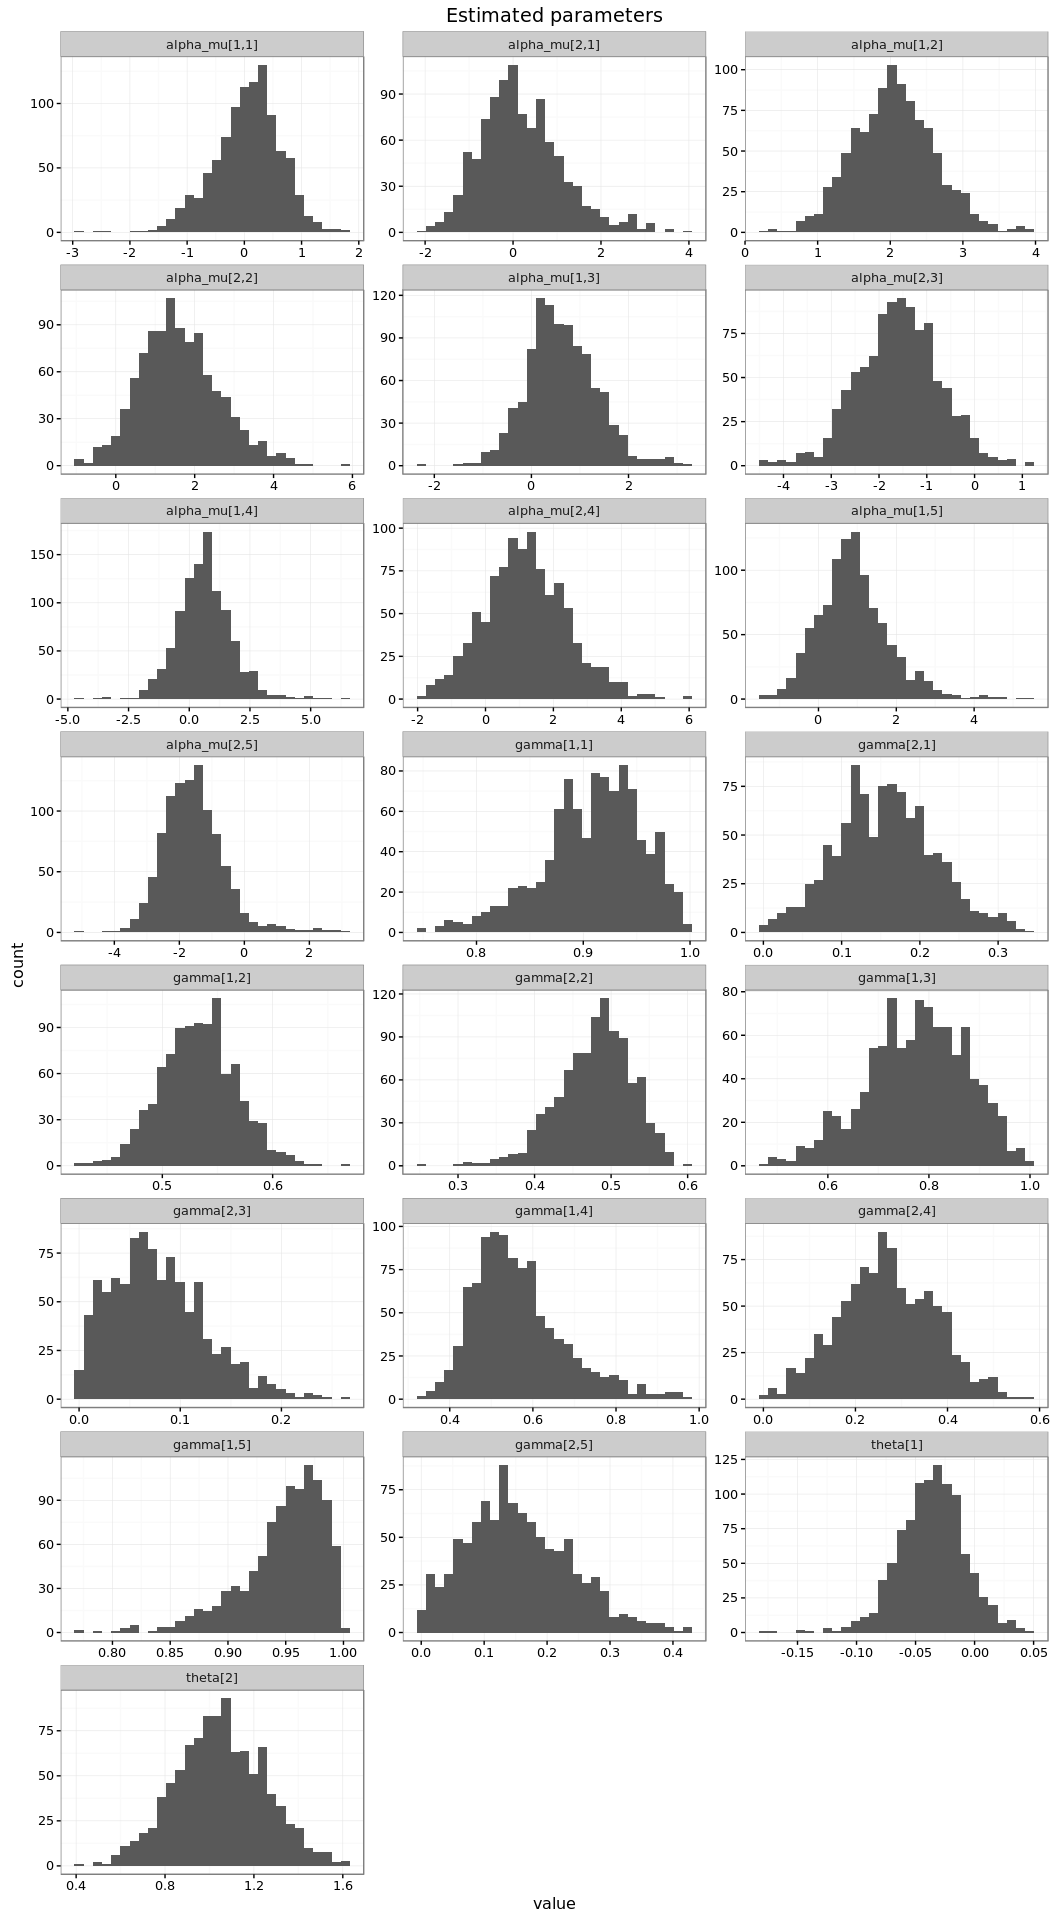 Estimated parameters
alpha_mu[1,1] alpha_mu[2,1] alpha_mu[1,2]
100 90 100
50 60 75
0 30 50
0 25
0
-3 -2 -1 0 1 2 -2 0 2 4 0 1 2 3 4
alpha_mu[2,2] alpha_mu[1,3] alpha_mu[2,3]
90 120 75
60 90 50
30 60 25
0 30 0
0
0 2 4 6 -2 0 2 -4 -3 -2 -1 0 1
alpha_mu[1,4] alpha_mu[2,4] alpha_mu[1,5]
150 100 100
100 75 50
50 50 0
0 25
0
-5.0 -2.5 0.0 2.5 5.0 -2 0 2 4 6 0 2 4
alpha_mu[2,5] gamma[1,1] gamma[2,1]
100 80 75
50 60 50
0 40 25
20 0
0
-4 -2 0 2 0.8 0.9 1.0 0.0 0.1 0.2 0.3
count
gamma[1,2] gamma[2,2] gamma[1,3]
90 120 80
60 90 60
30 60 40
0 30 20
0 0
0.5 0.6 0.3 0.4 0.5 0.6 0.6 0.8 1.0
gamma[2,3] gamma[1,4] gamma[2,4]
75 100 75
50 75 50
25 50 25
0 25 0
0
0.0 0.1 0.2 0.4 0.6 0.8 1.0 0.0 0.2 0.4 0.6
gamma[1,5] gamma[2,5] theta[1]
90 75 125
60 50 100
30 25 75
0 0 50
25
0
0.80 0.85 0.90 0.95 1.00 0.0 0.1 0.2 0.3 0.4 -0.15 -0.10 -0.05 0.00 0.05
theta[2]
75
50
25
0
0.4 0.8 1.2 1.6
value